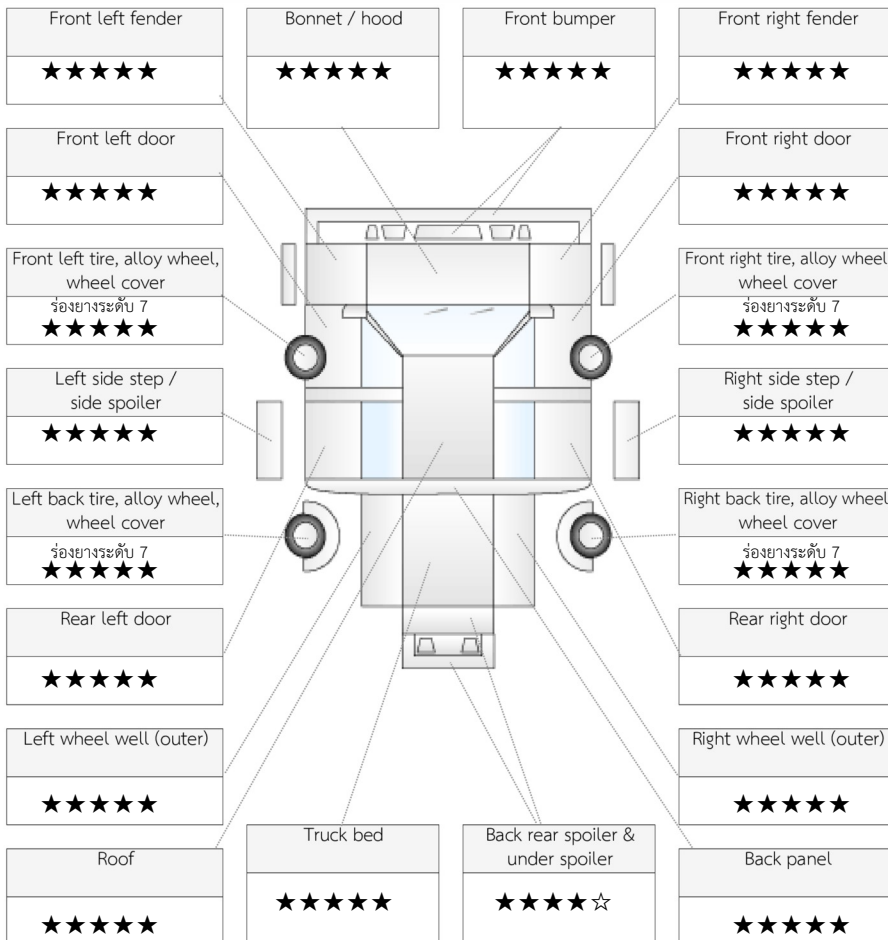 Front left fender
★★★★★
Bonnet / hood
★★★★★
Front bumper
★★★★★
Front right fender
★★★★★
Front left door
★★★★★
Front right door
★★★★★
Front left tire, alloy wheel,
wheel cover
ร่องยางระดับ 7
★★★★★
Front right tire, alloy wheel
wheel cover
ร่องยางระดับ 7
★★★★★
Left side step /
side spoiler
★★★★★
Right side step /
side spoiler
★★★★★
Left back tire, alloy wheel,
wheel cover
ร่องยางระดับ 7
★★★★★
Right back tire, alloy wheel
wheel cover
ร่องยางระดับ 7
★★★★★
Rear left door
★★★★★
Rear right door
★★★★★
Left wheel well (outer)
★★★★★
Right wheel well (outer)
★★★★★
Roof
★★★★★
Truck bed
★★★★★
Back rear spoiler &
under spoiler
★★★★☆
Back panel
★★★★★